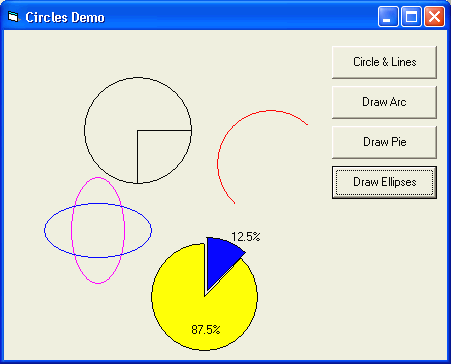 Circles Demo
Circle & Lines
Draw Arc
Draw Pie
Draw Ellipses
12.5%
87.5%